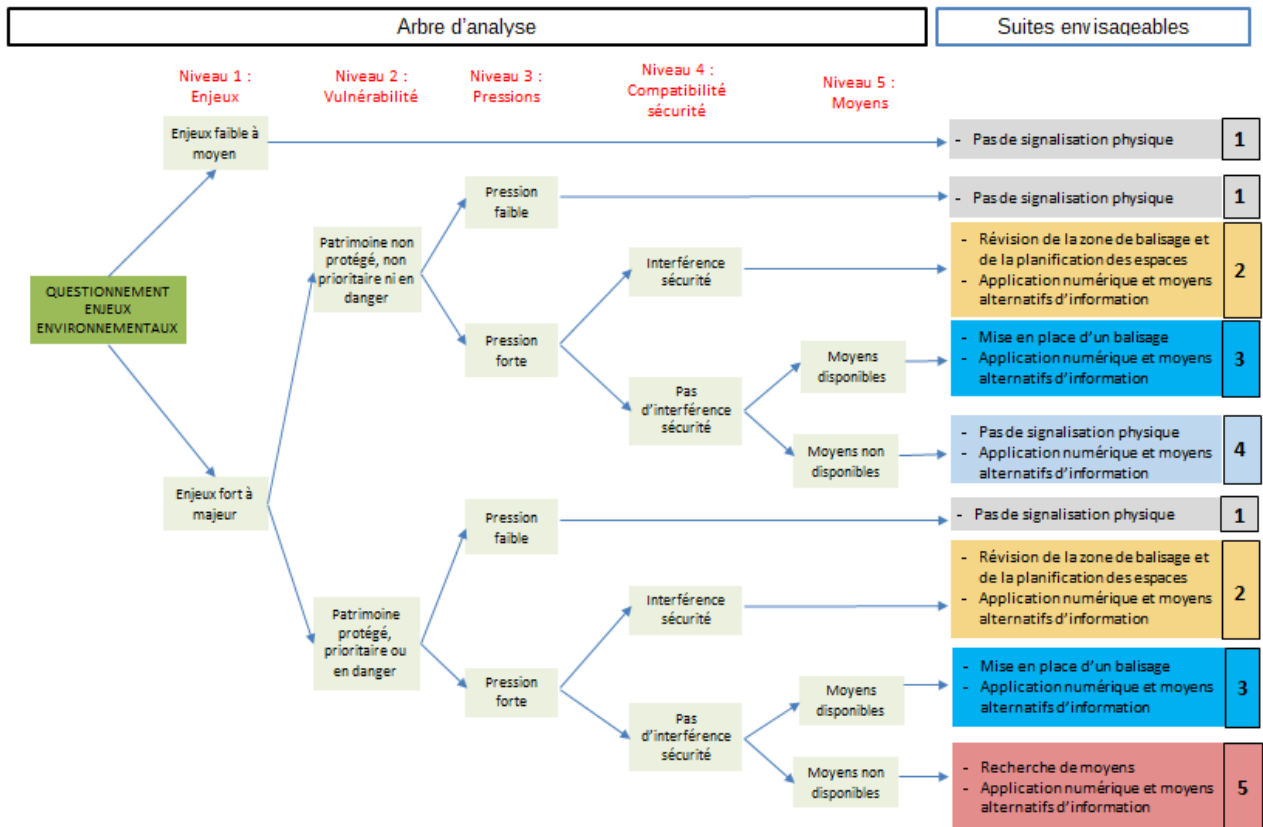 Arbre d'analyse
Suites envisageables
Niveau 1 :
Enjeux
Niveau 2 :
Vulnérabilité
Niveau 3 :
Pressions
Niveau 4 :
Compatibilité
sécurité
Niveau 5 :
Moyens
QUESTIONNEMENT
ENJEUX
ENVIRONNEMENTAUX
Enjeux faible à
moyen
- Pas de signalisation physique
1
Enjeux fort à
majeur
Patrimoine non
protégé, non
prioritaire ni en
danger
Pression
faible
- Pas de signalisation physique
1
Pression
forte
Interférence
sécurité
- Révision de la zone de balisage et
de la planification des espaces
- Application numérique et moyens
alternatifs d'information
2
Pas
d'interférence
sécurité
Moyens
disponibles
- Mise en place d'un balisage
- Application numérique et moyens
alternatifs d'information
3
Moyens non
disponibles
- Pas de signalisation physique
- Application numérique et moyens
alternatifs d'information
4
Patrimoine
protégé,
prioritaire ou
en danger
Pression
faible
- Pas de signalisation physique
1
Pression
forte
Interférence
sécurité
- Révision de la zone de balisage et
de la planification des espaces
- Application numérique et moyens
alternatifs d'information
2
Pas
d'interférence
sécurité
Moyens
disponibles
- Mise en place d'un balisage
- Application numérique et moyens
alternatifs d'information
3
Moyens non
disponibles
- Recherche de moyens
- Application numérique et moyens
alternatifs d'information
5